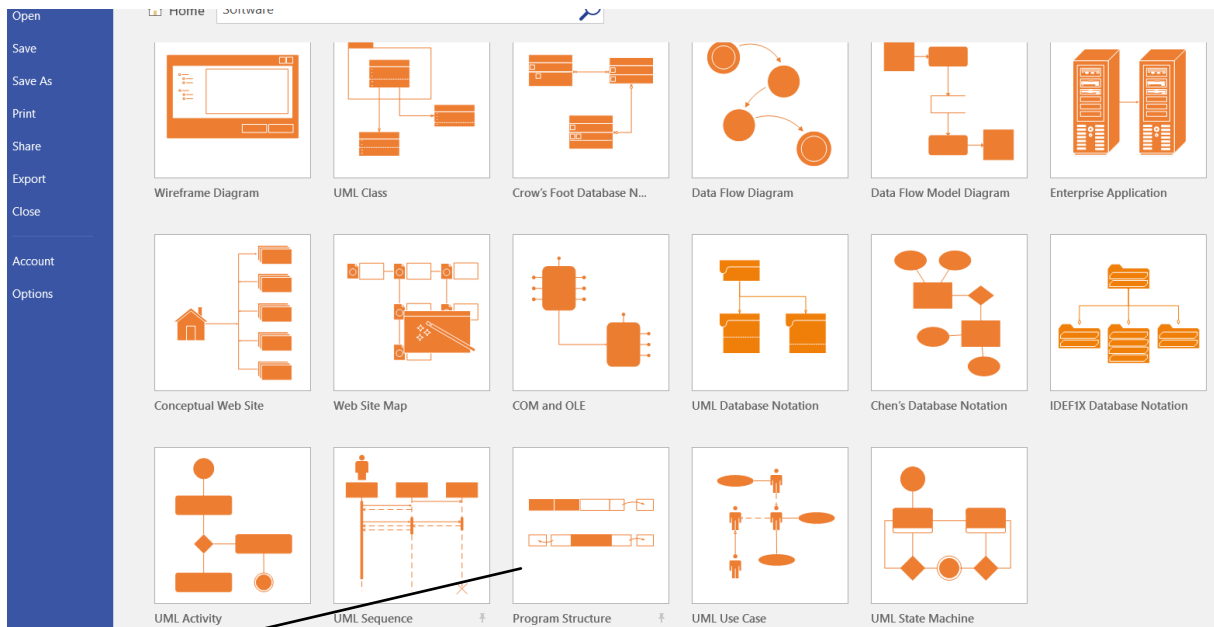 Open
Save
Save As
Print
Share
Export
Close
Account
Options
Home Software
Wireframe Diagram
UML Class
Crow's Foot Database N...
Data Flow Diagram
Data Flow Model Diagram
Enterprise Application
Conceptual Web Site
Web Site Map
COM and OLE
UML Database Notation
Chen's Database Notation
IDEF1X Database Notation
UML Activity
UML Sequence
Program Structure
UML Use Case
UML State Machine